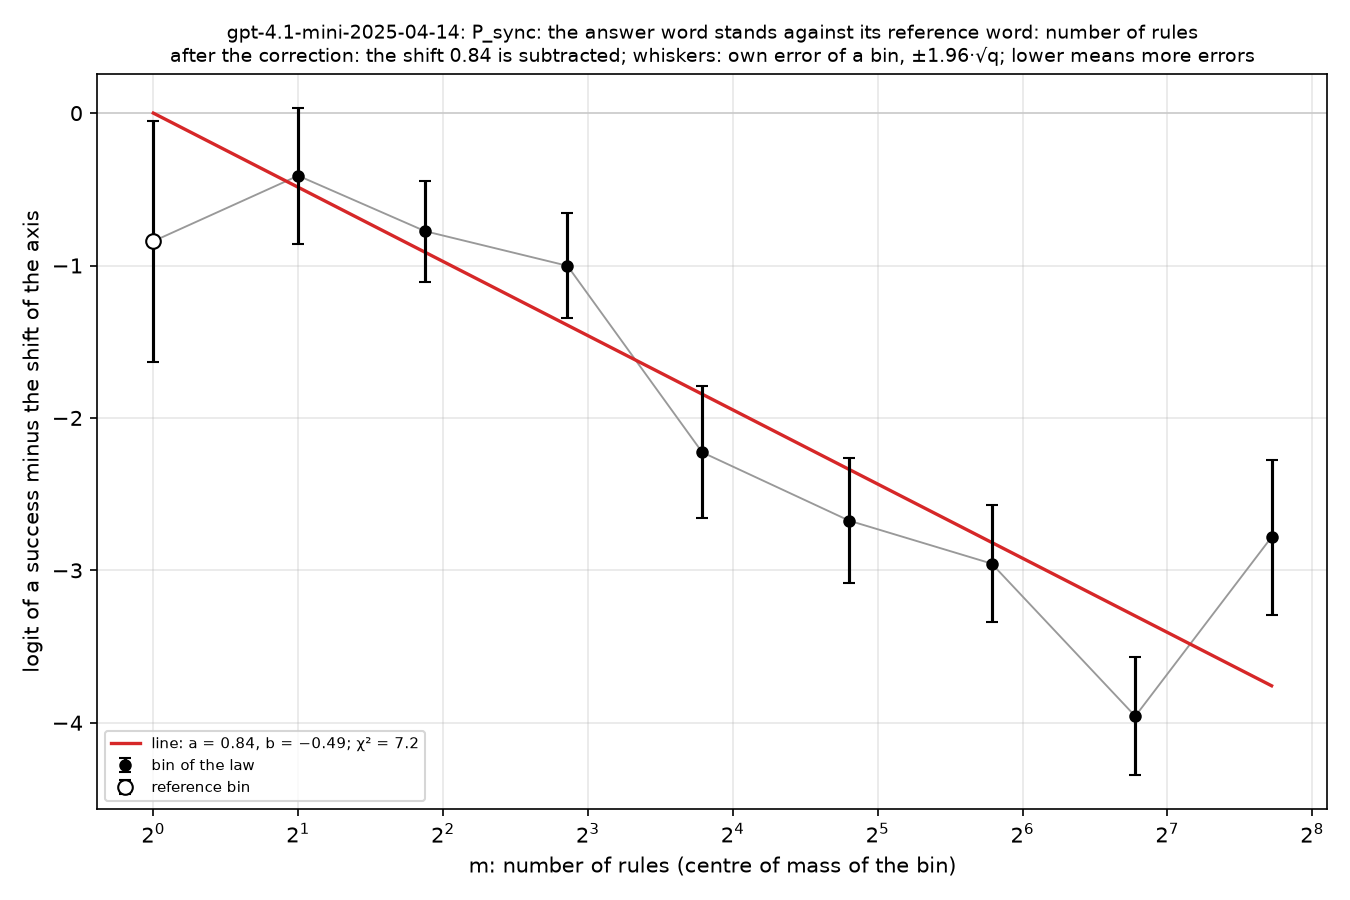 gpt-4.1-mini-2025-04-14: P_sync: the answer word stands against its reference word: number of rules
after the correction: the shift 0.84 is subtracted; whiskers: own error of a bin, ±1.96·√q; lower means more errors
logit of a success minus the shift of the axis
0
−1
−2
−3
−4
line: a = 0.84, b = −0.49; χ² = 7.2
bin of the law
reference bin
2⁰ 2¹ 2² 2³ 2⁴ 2⁵ 2⁶ 2⁷ 2⁸
m: number of rules (centre of mass of the bin)